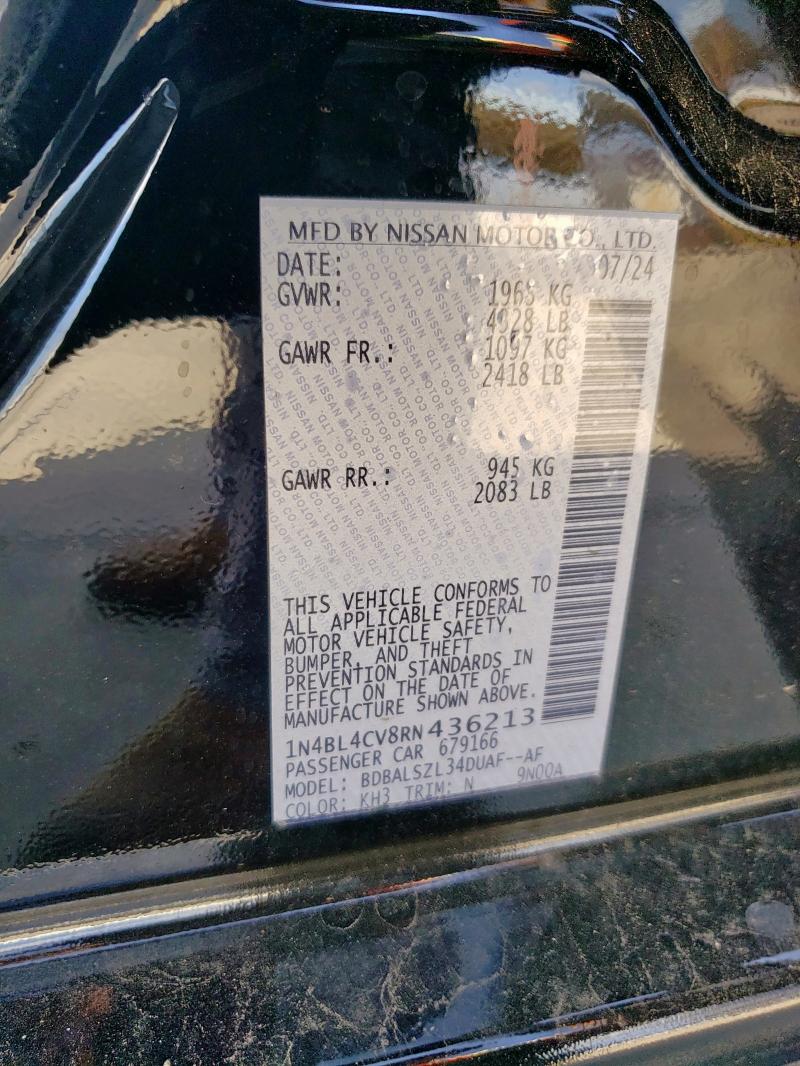 MFD BY NISSAN MOTOR CO., LTD.
DATE: 07/24
GVWR: 1963 KG
4328 LB
GAWR FR.: 1097 KG
2418 LB
GAWR RR.: 945 KG
2083 LB
THIS VEHICLE CONFORMS TO
ALL APPLICABLE FEDERAL
MOTOR VEHICLE SAFETY,
BUMPER, AND THEFT
PREVENTION STANDARDS IN
EFFECT ON THE DATE OF
MANUFACTURE SHOWN ABOVE.
1N4BL4CV8RN436213
PASSENGER CAR 679166
MODEL: BDBALSZL34DUAF--AF
COLOR: KH3 TRIM: N 9N00A